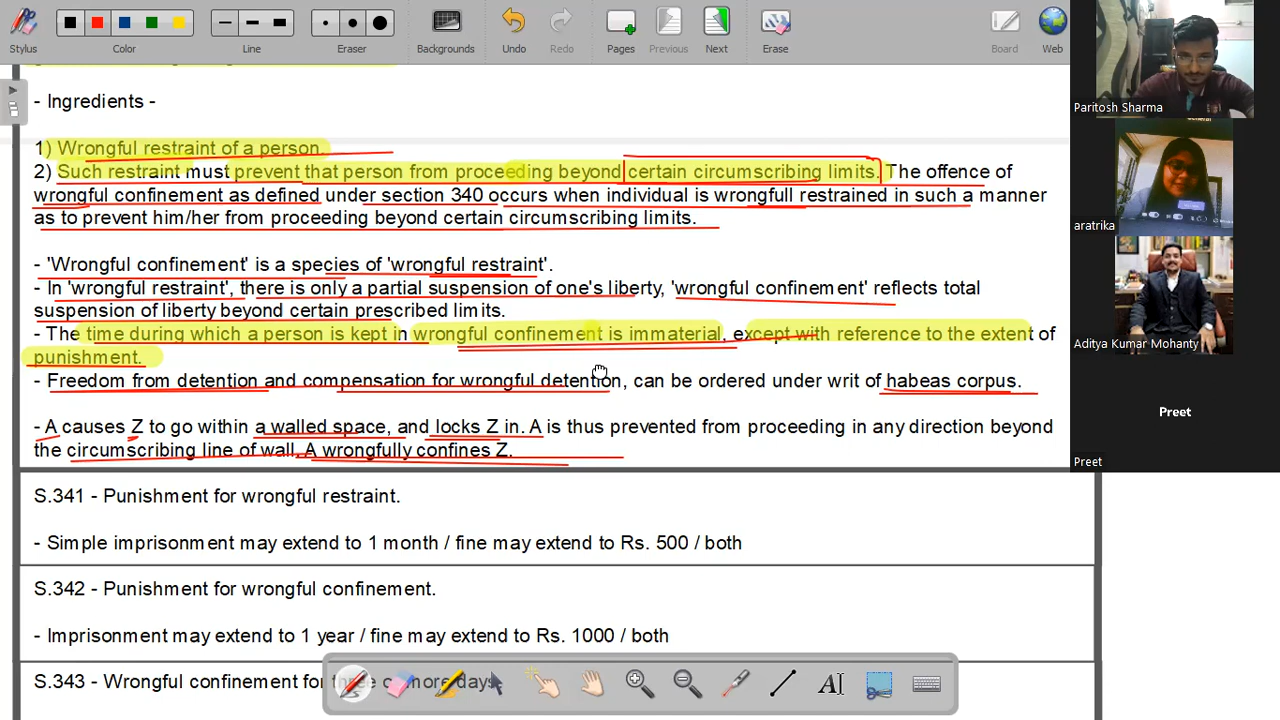 Stylus
Color
Line
Eraser
Backgrounds
Undo
Redo
Pages
Previous
Next
Erase
Board
Web
- Ingredients -
1) Wrongful restraint of a person.
2) Such restraint must prevent that person from proceeding beyond certain circumscribing limits. The offence of
wrongful confinement as defined under section 340 occurs when individual is wrongfull restrained in such a manner
as to prevent him/her from proceeding beyond certain circumscribing limits.
- 'Wrongful confinement' is a species of 'wrongful restraint'.
- In 'wrongful restraint', there is only a partial suspension of one's liberty, 'wrongful confinement' reflects total
suspension of liberty beyond certain prescribed limits.
- The time during which a person is kept in wrongful confinement is immaterial, except with reference to the extent of
punishment.
- Freedom from detention and compensation for wrongful detention, can be ordered under writ of habeas corpus.
- A causes Z to go within a walled space, and locks Z in. A is thus prevented from proceeding in any direction beyond
the circumscribing line of wall. A wrongfully confines Z.
S.341 - Punishment for wrongful restraint.
- Simple imprisonment may extend to 1 month / fine may extend to Rs. 500 / both
S.342 - Punishment for wrongful confinement.
- Imprisonment may extend to 1 year / fine may extend to Rs. 1000 / both
S.343 - Wrongful confinement for three or more days
Paritosh Sharma
aratrika
Aditya Kumar Mohanty
Preet
Preet